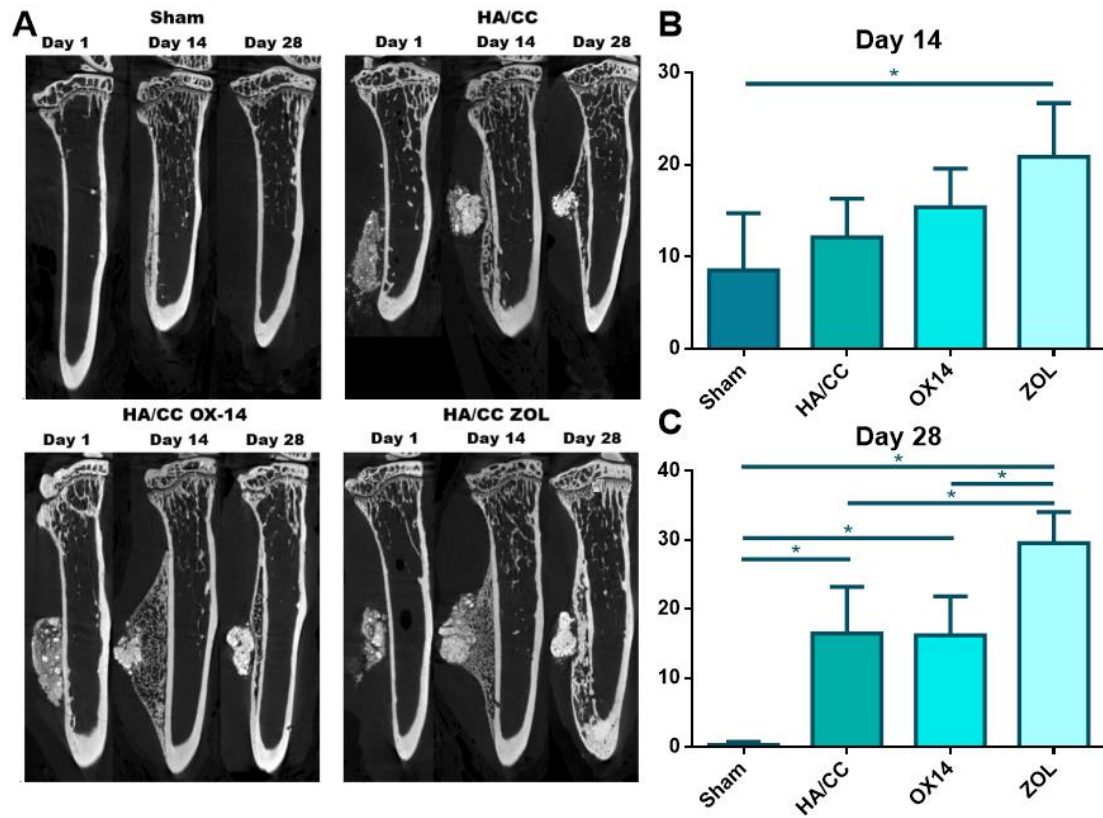 A
Sham
Day 1 Day 14 Day 28
HA/CC
Day 1 Day 14 Day 28
HA/CC OX-14
Day 1 Day 14 Day 28
HA/CC ZOL
Day 1 Day 14 Day 28
B
Day 14
*
30
20
10
0
Sham HA/CC OX14 ZOL
C
Day 28
*
*
*
*
*
40
30
20
10
0
Sham HA/CC OX14 ZOL